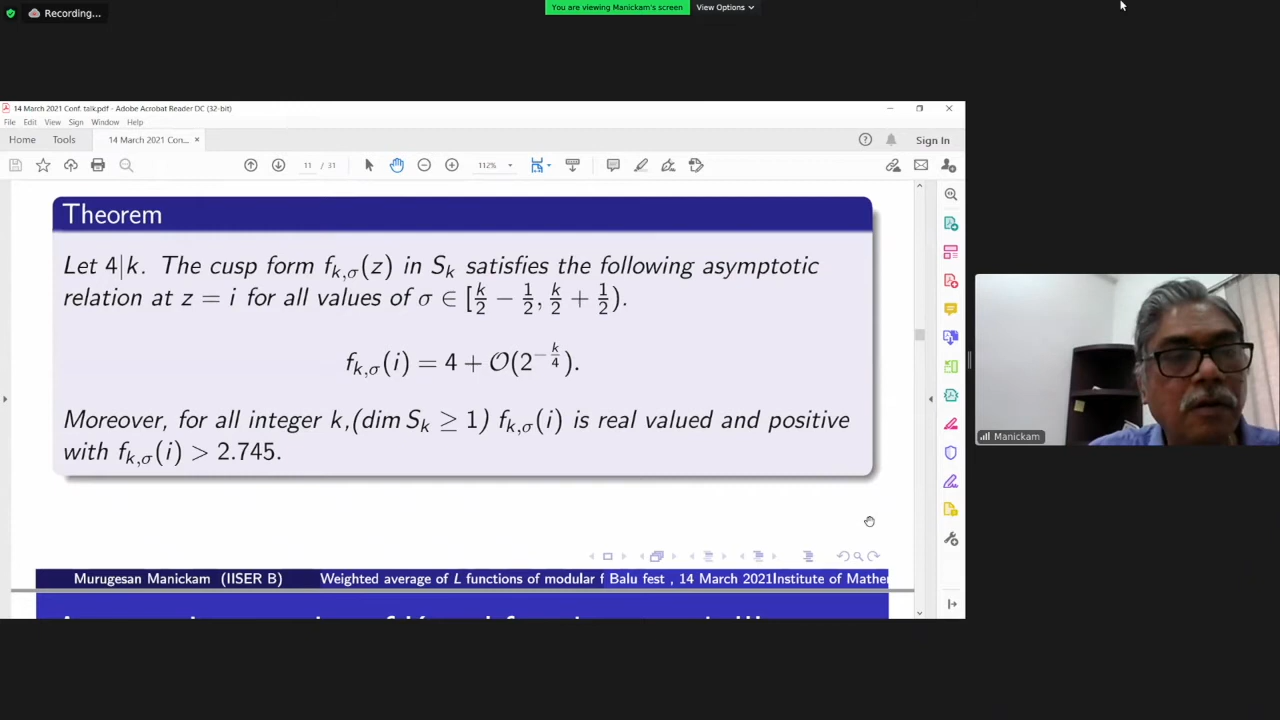 Recording...
You are viewing Manickam's screen
View Options
14 March 2021 Conf. talk.pdf - Adobe Acrobat Reader DC (32-bit)
File Edit View Sign Window Help
Home Tools 14 March 2021 Con... × Sign In
11 / 31 112%
Theorem
Let 4|k. The cusp form f_{k,σ}(z) in S_k satisfies the following asymptotic
relation at z = i for all values of σ ∈ [k/2 − 1/2, k/2 + 1/2).
f_{k,σ}(i) = 4 + O(2^{−k/4}).
Moreover, for all integer k,(dim S_k ≥ 1) f_{k,σ}(i) is real valued and positive
with f_{k,σ}(i) > 2.745.
Murugesan Manickam (IISER B) Weighted average of L functions of modular f Balu fest , 14 March 2021Institute of Mathe
Manickam